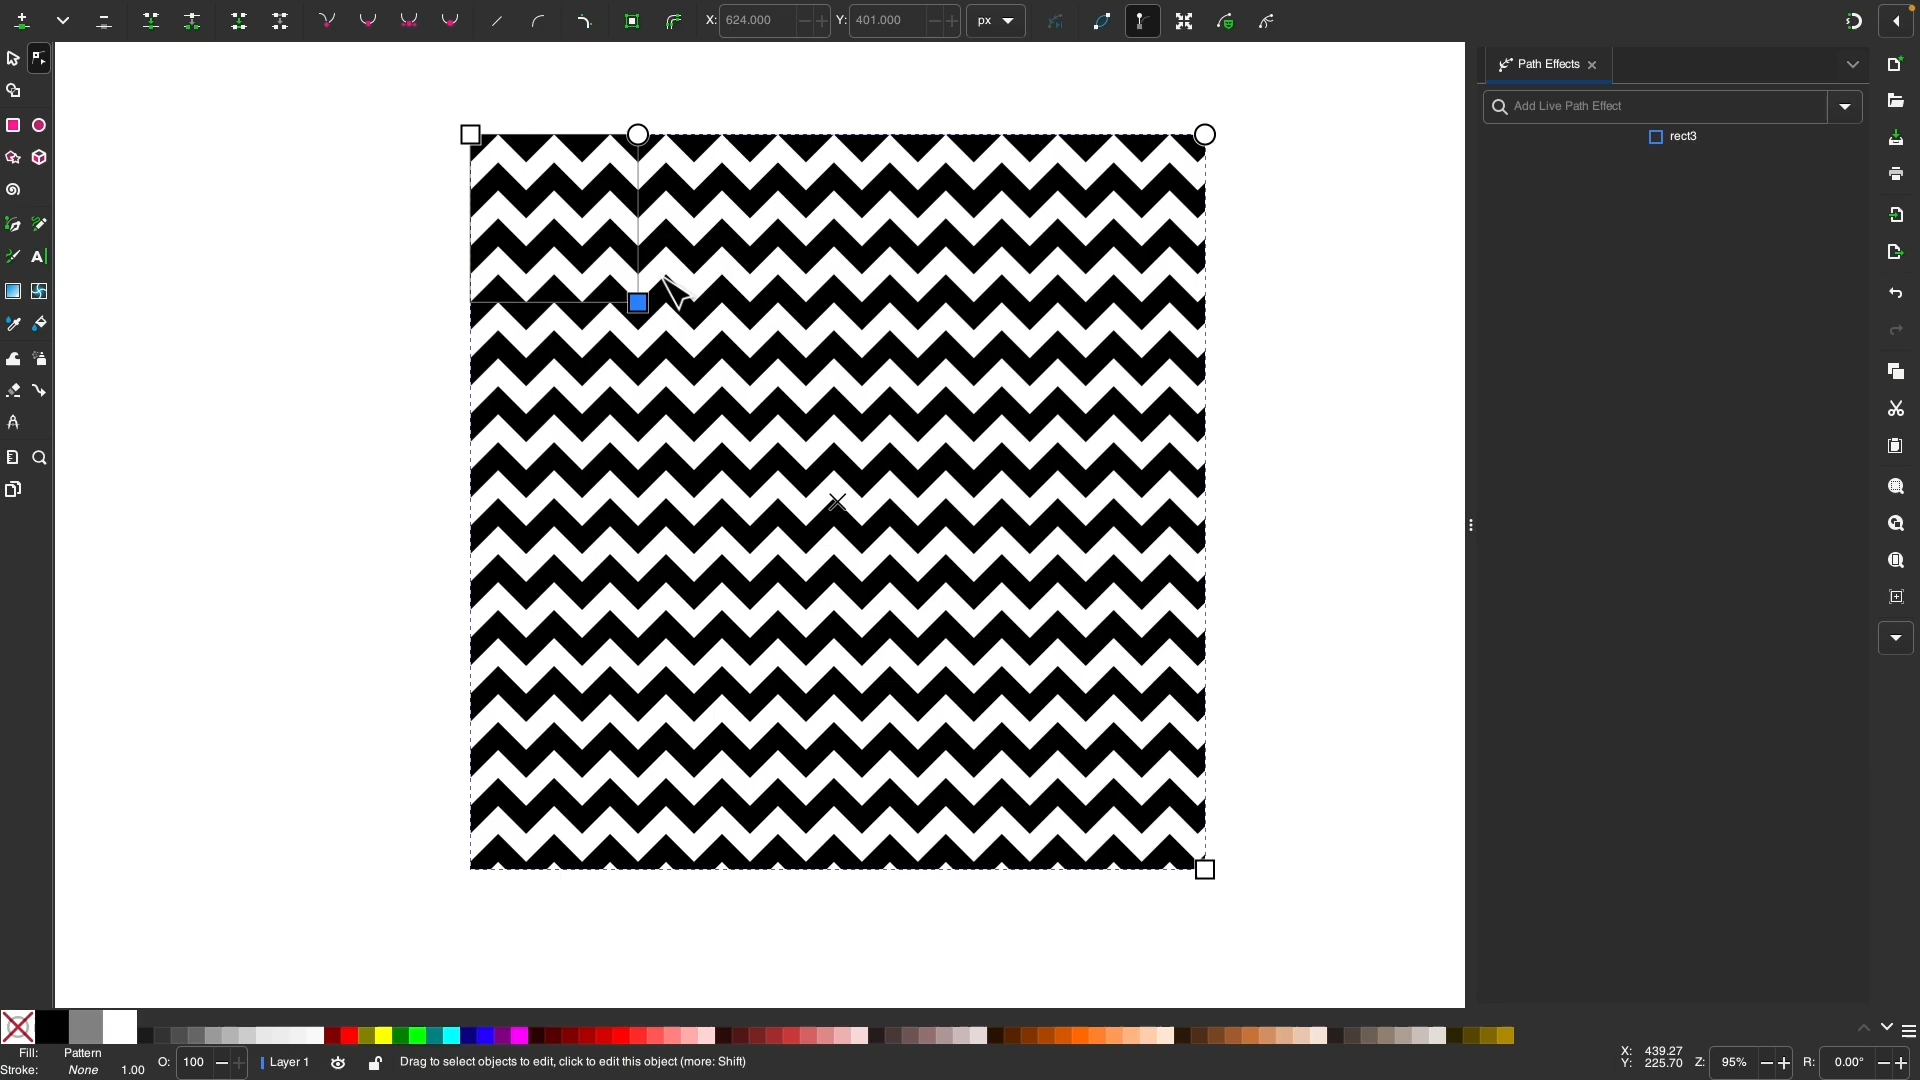 X: 624.000 Y: 401.000 px
Path Effects
Add Live Path Effect
rect3
A
Fill: Pattern
Stroke: None 1.00
O: 100
Layer 1
Drag to select objects to edit, click to edit this object (more: Shift)
X: 439.27
Y: 225.70
Z: 95%
R: 0.00°